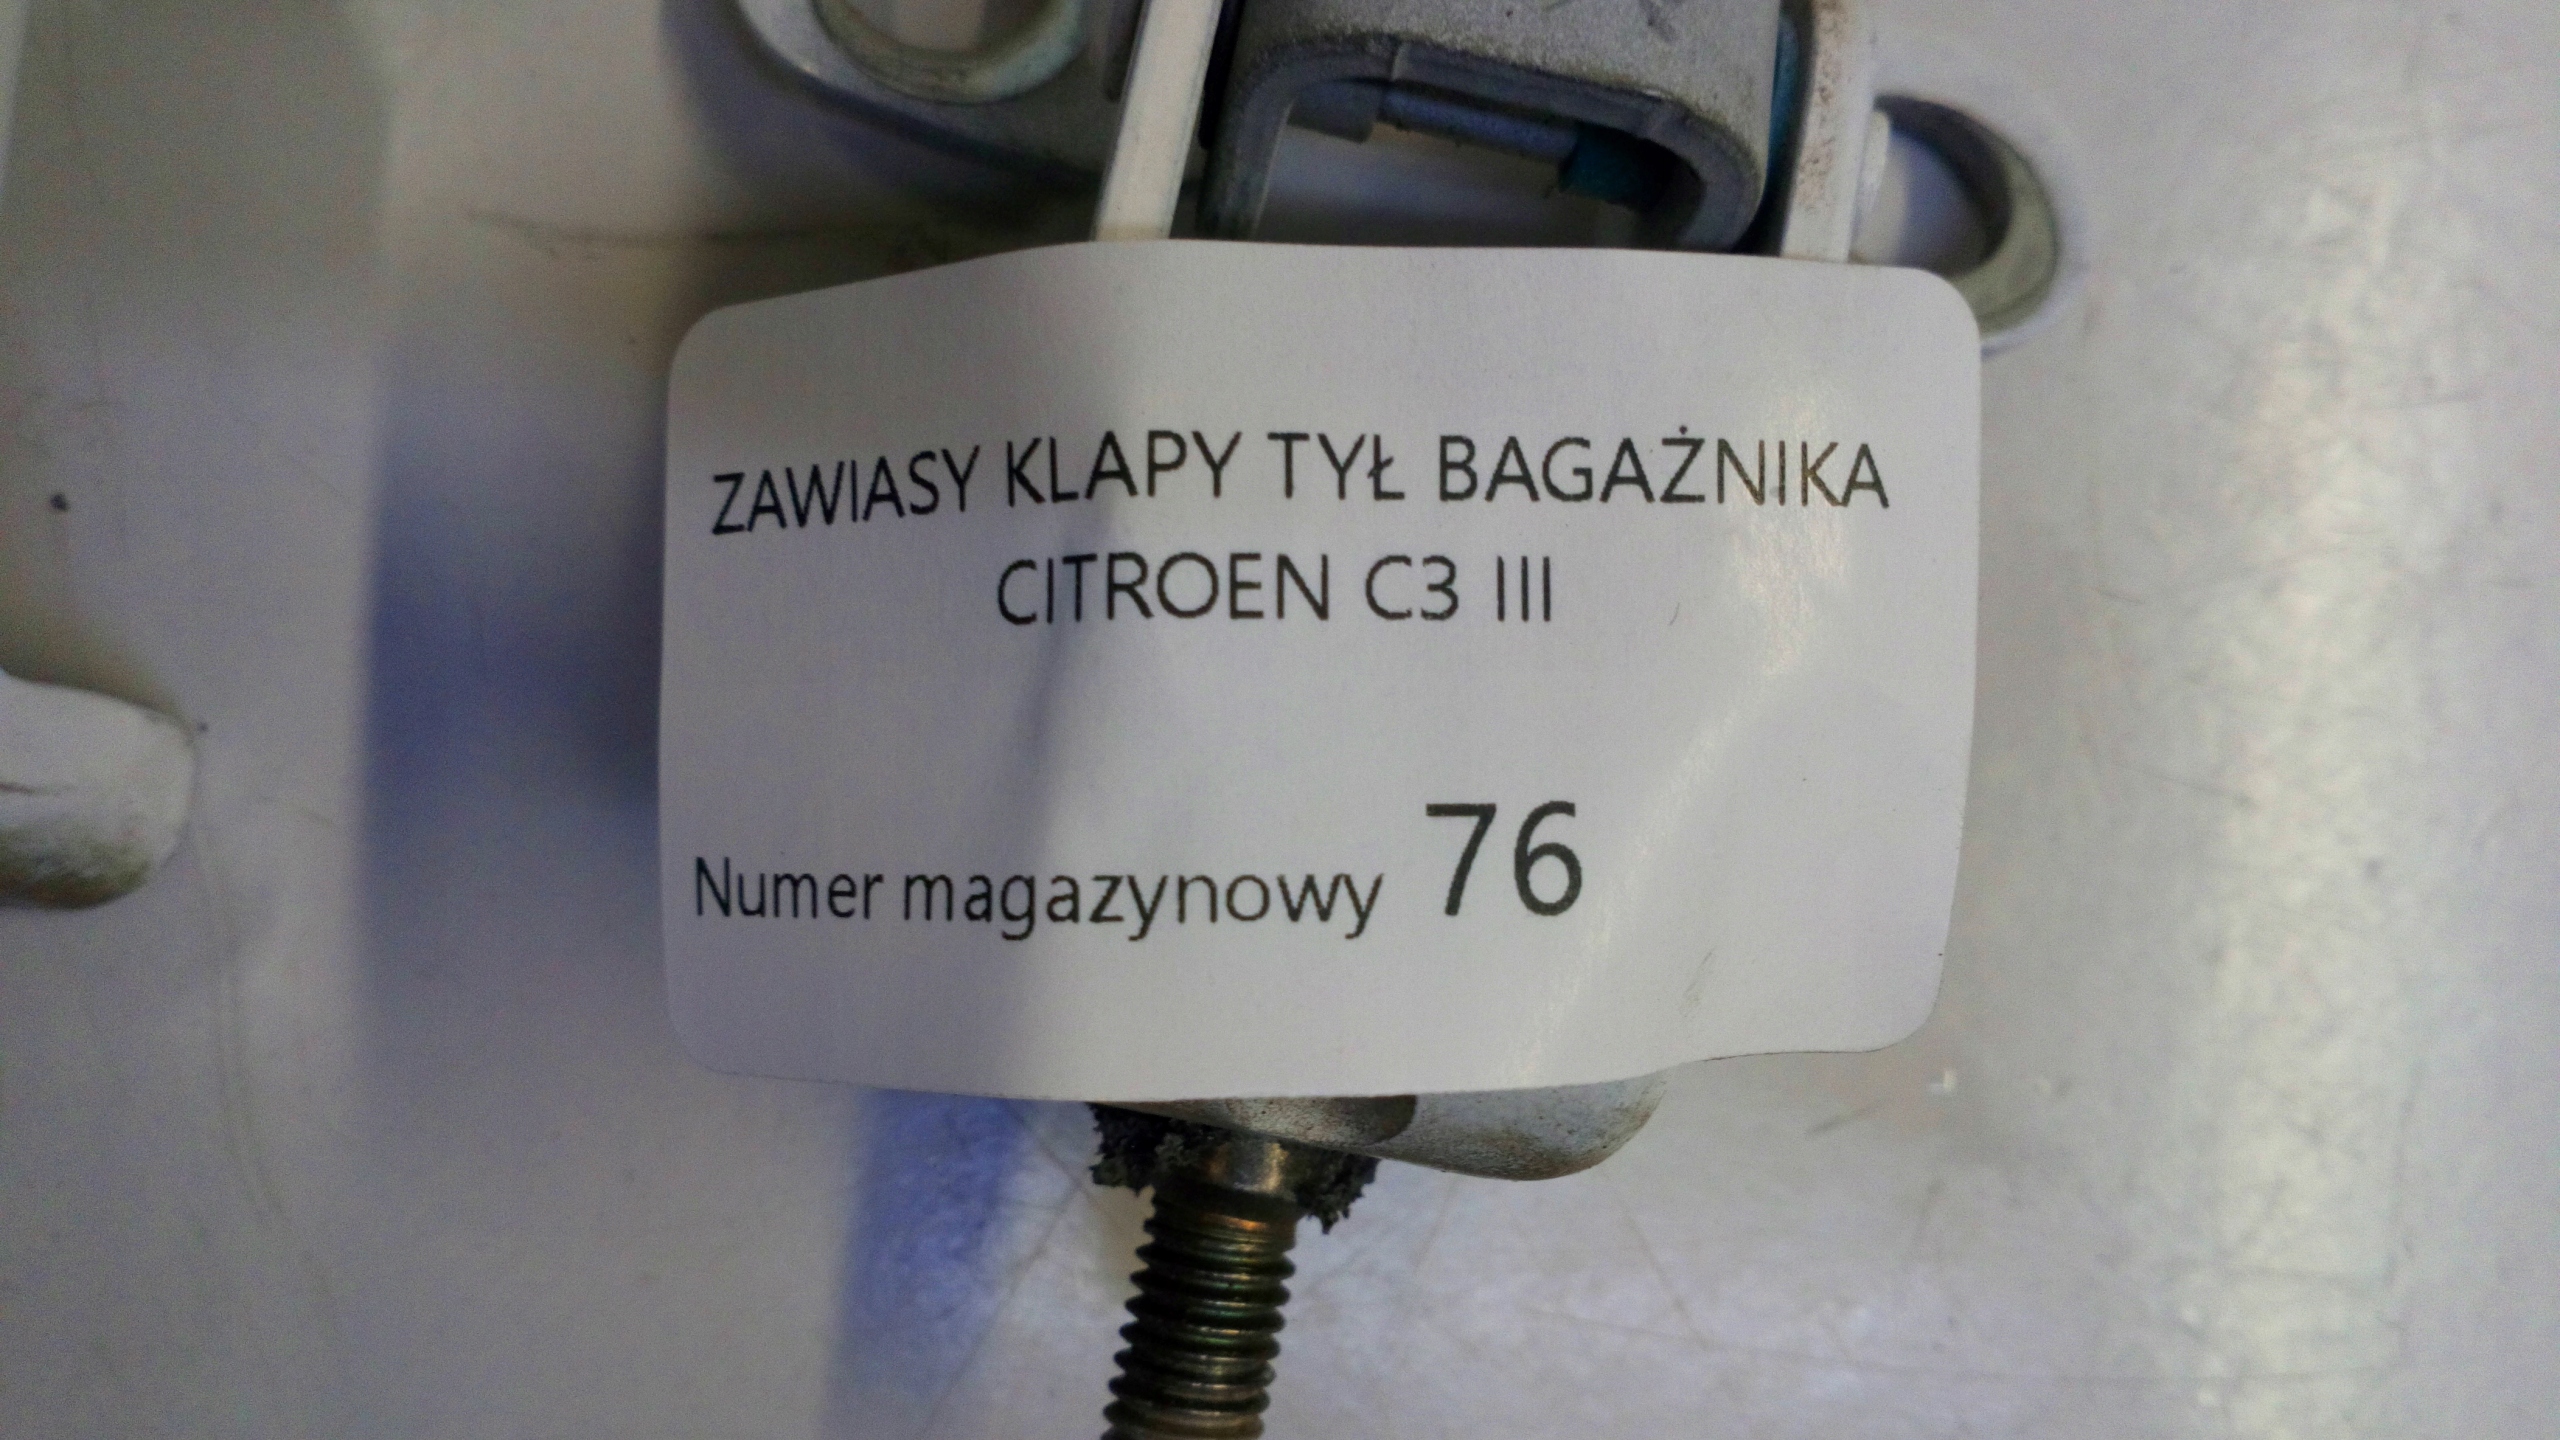 ZAWIASY KLAPY TYŁ BAGAŻNIKA
CITROEN C3 III
Numer magazynowy 76